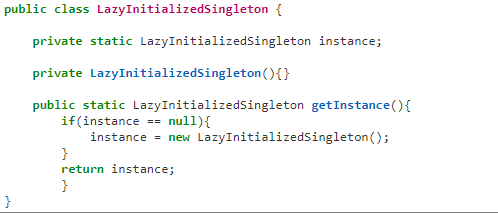 public class LazyInitializedSingleton {
private static LazyInitializedSingleton instance;
private LazyInitializedSingleton(){}
public static LazyInitializedSingleton getInstance(){
if(instance == null){
instance = new LazyInitializedSingleton();
}
return instance;
}
}